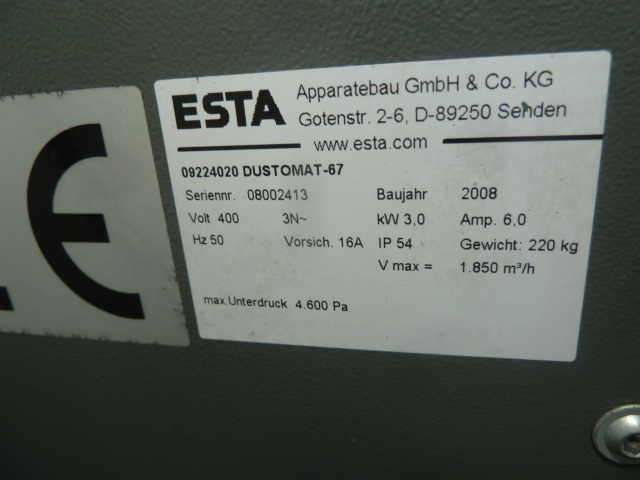 CE
ESTA Apparatebau GmbH & Co. KG
Gotenstr. 2-6, D-89250 Senden
www.esta.com
09224020 DUSTOMAT-67
Seriennr. 08002413 Baujahr 2008
Volt 400 3N~ kW 3,0 Amp. 6,0
Hz 50 Vorsich. 16A IP 54 Gewicht: 220 kg
V max = 1.850 m³/h
max.Unterdruck 4.600 Pa